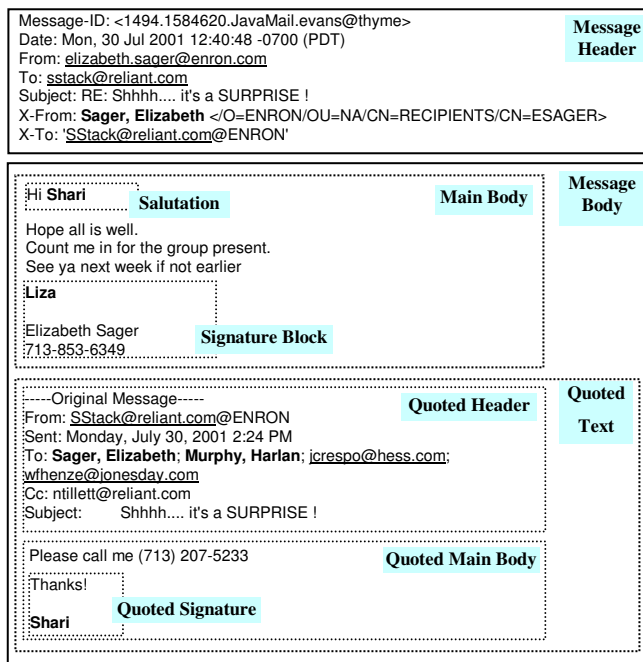 Message-ID: <1494.1584620.JavaMail.evans@thyme>
Date: Mon, 30 Jul 2001 12:40:48 -0700 (PDT)
From: elizabeth.sager@enron.com
To: sstack@reliant.com
Subject: RE: Shhhh.... it's a SURPRISE !
X-From: Sager, Elizabeth </O=ENRON/OU=NA/CN=RECIPIENTS/CN=ESAGER>
X-To: 'SStack@reliant.com@ENRON'
Message
Header
Hi Shari
Salutation
Main Body
Message
Body
Hope all is well.
Count me in for the group present.
See ya next week if not earlier
Liza
Elizabeth Sager
713-853-6349
Signature Block
-----Original Message-----
Quoted Header
Quoted
Text
From: SStack@reliant.com@ENRON
Sent: Monday, July 30, 2001 2:24 PM
To: Sager, Elizabeth; Murphy, Harlan; jcrespo@hess.com;
wfhenze@jonesday.com
Cc: ntillett@reliant.com
Subject: Shhhh.... it's a SURPRISE !
Please call me (713) 207-5233
Quoted Main Body
Thanks!
Shari
Quoted Signature